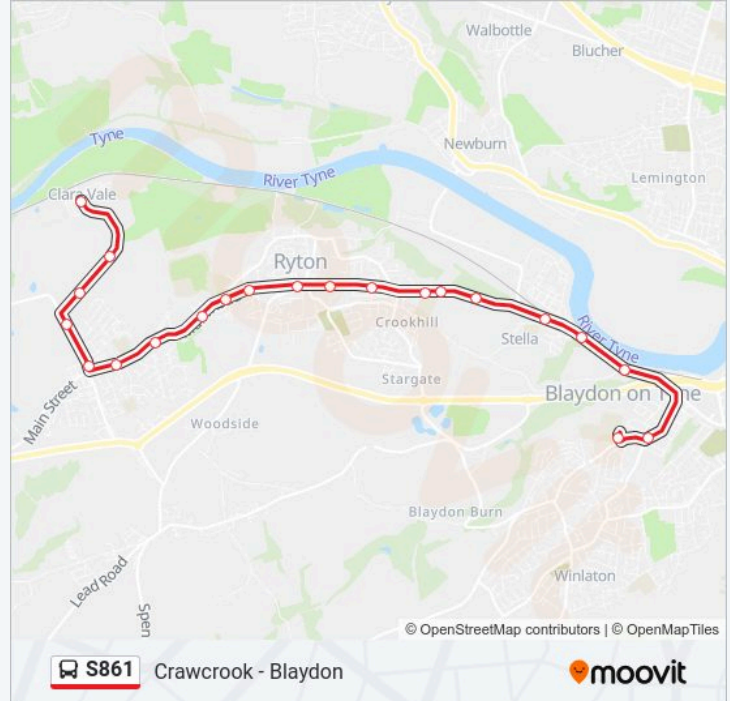 Walbottle
Blucher
Newburn
Tyne
River Tyne
Lemington
Clara Vale
Ryton
Crookhill
River Tyne
Stella
Stargate
Blaydon on Tyne
Main Street
Woodside
Blaydon Burn
Lead Road
Spen
Winlaton
© OpenStreetMap contributors | © OpenMapTiles
S861 Crawcrook - Blaydon moovit